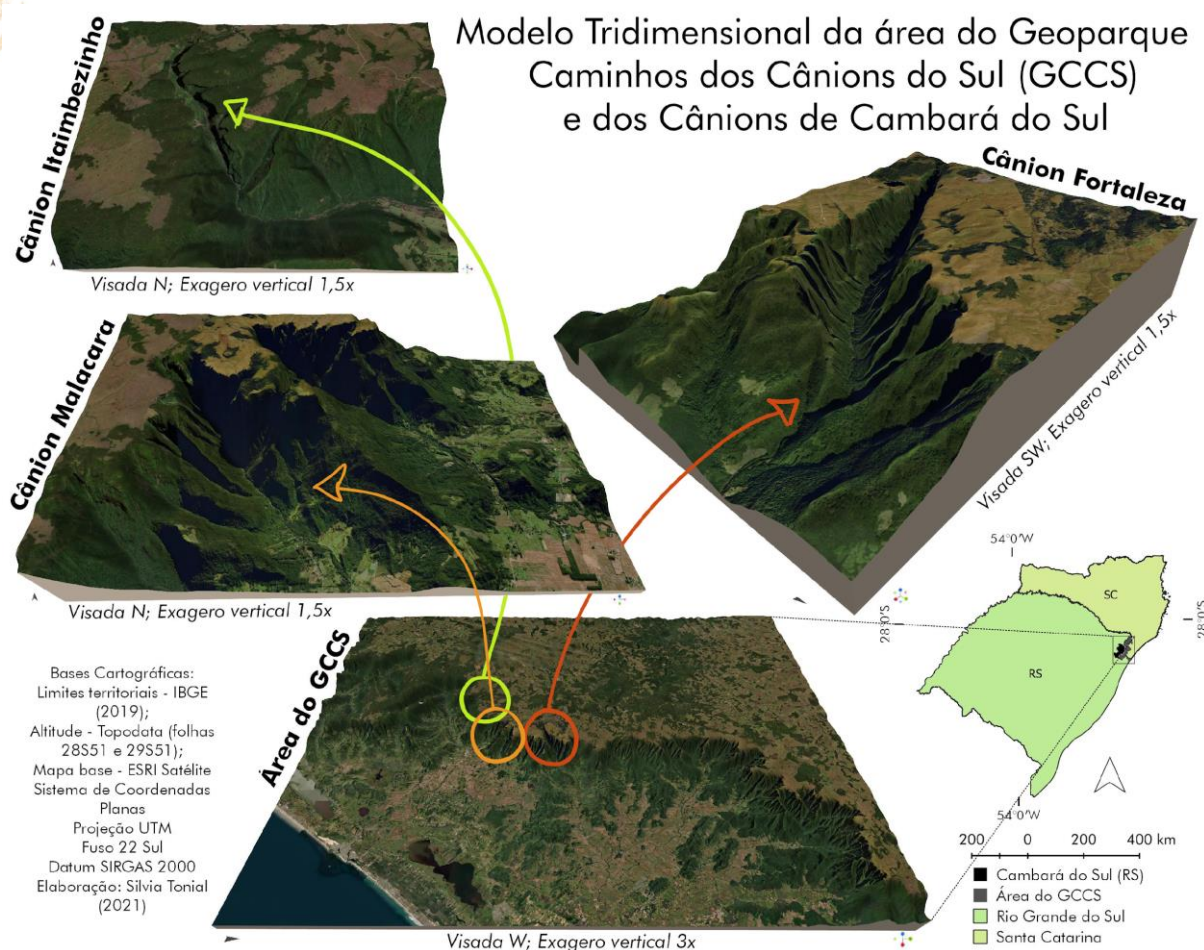 Modelo Tridimensional da área do Geoparque
Caminhos dos Cânions do Sul (GCCS)
e dos Cânions de Cambará do Sul
Cânion Itaimbezinho
Visada N; Exagero vertical 1,5x
Cânion Fortaleza
Visada SW; Exagero vertical 1,5x
Cânion Malacara
Visada N; Exagero vertical 1,5x
Área do GCCS
Visada W; Exagero vertical 3x
Bases Cartográficas:
Limites territoriais - IBGE
(2019);
Altitude - Topodata (folhas
28S51 e 29S51);
Mapa base - ESRI Satélite
Sistema de Coordenadas
Planas
Projeção UTM
Fuso 22 Sul
Datum SIRGAS 2000
Elaboração: Silvia Tonial
(2021)
54°0'W
SC
28°0'S
28°0'S
RS
54°0'W
200 0 200 400 km
Cambará do Sul (RS)
Área do GCCS
Rio Grande do Sul
Santa Catarina